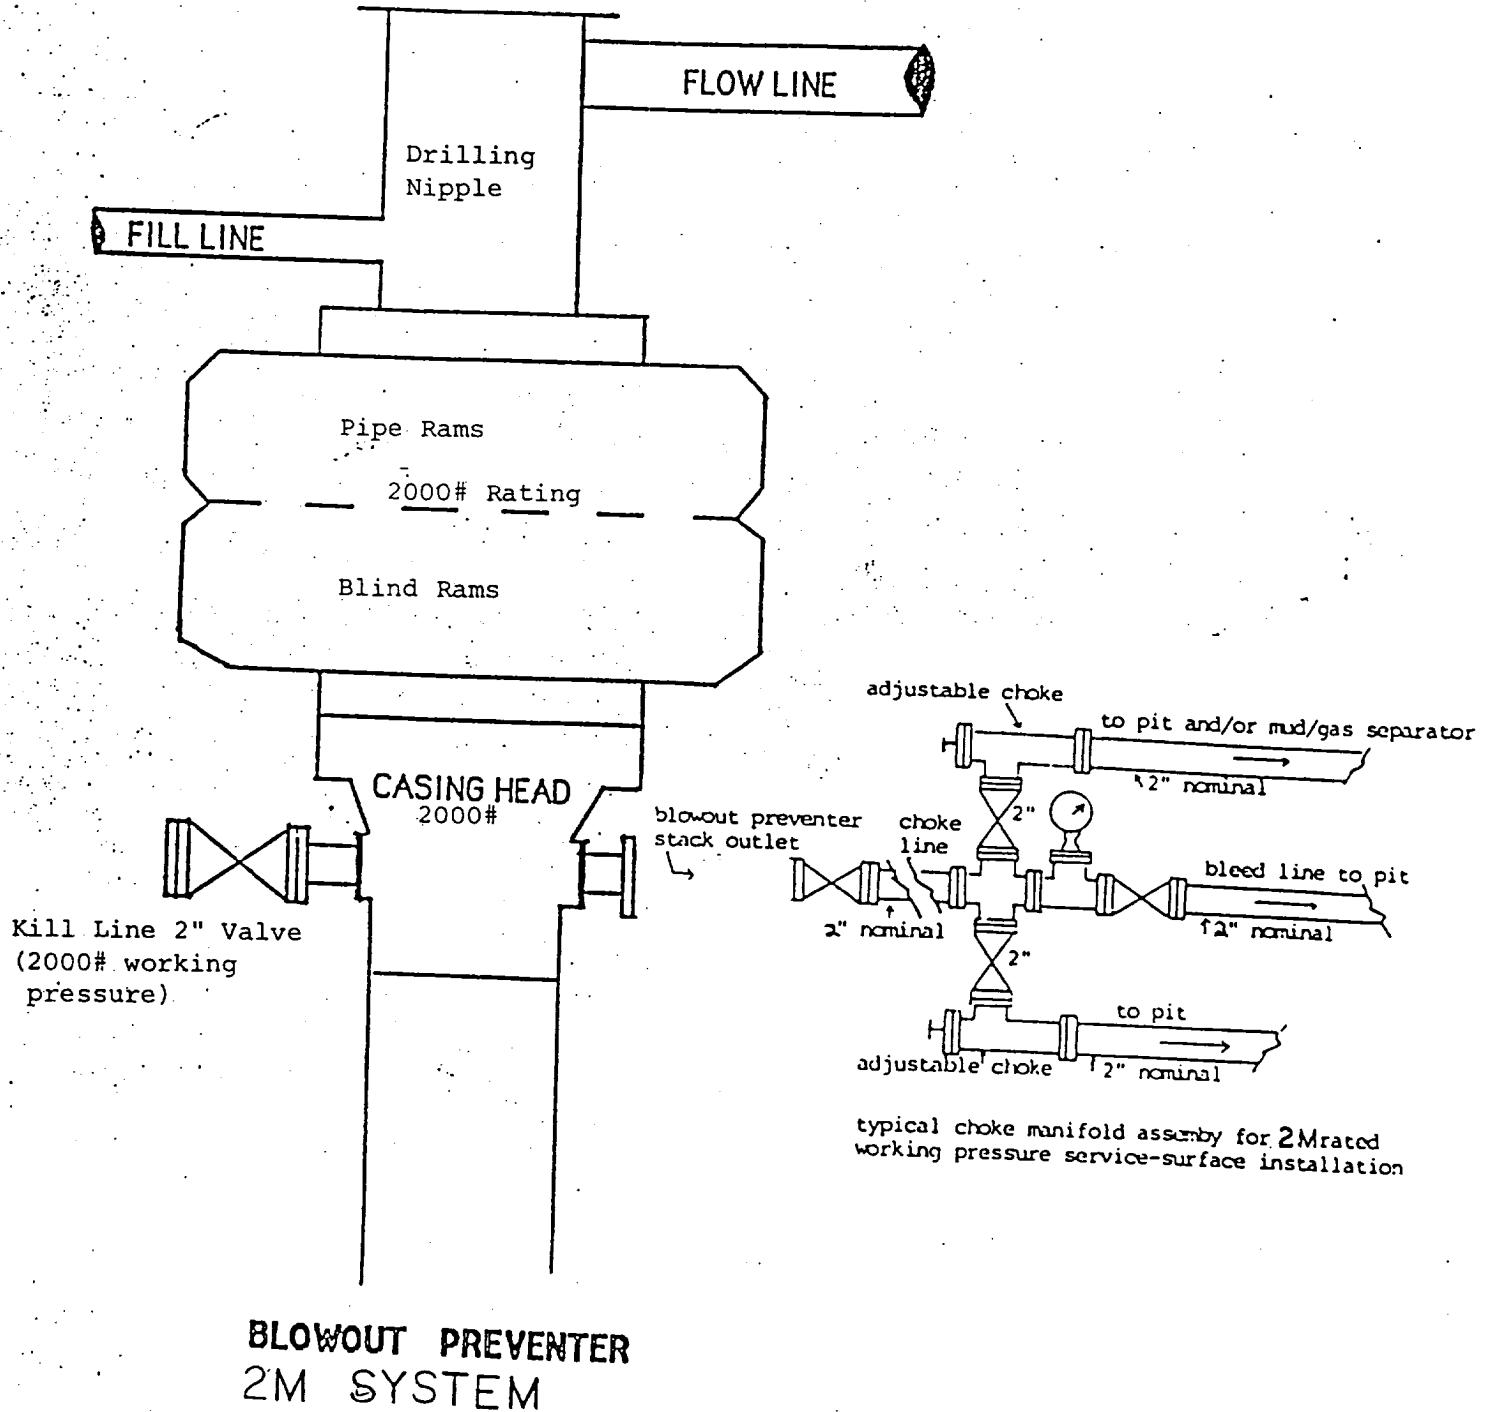 FLOW LINE
Drilling
Nipple
FILL LINE
Pipe Rams
2000# Rating
Blind Rams
CASING HEAD
2000#
Kill Line 2" Valve
(2000# working
pressure)
adjustable choke
to pit and/or mud/gas separator
2" nominal
2"
blowout preventer
stack outlet
choke
line
bleed line to pit
2" nominal
2" nominal
2"
to pit
adjustable choke
2" nominal
typical choke manifold assemby for 2M rated
working pressure service-surface installation
BLOWOUT PREVENTER
2M SYSTEM